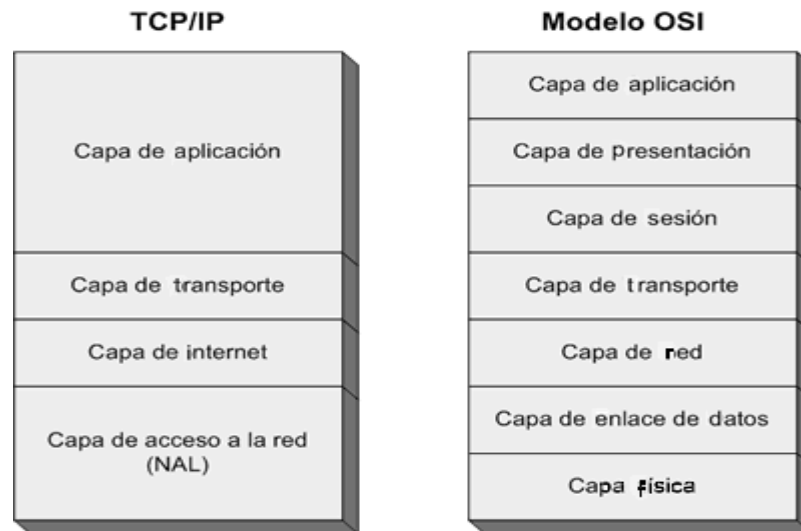 TCP/IP
Capa de aplicación
Capa de transporte
Capa de internet
Capa de acceso a la red
(NAL)
Modelo OSI
Capa de aplicación
Capa de presentación
Capa de sesión
Capa de transporte
Capa de red
Capa de enlace de datos
Capa física